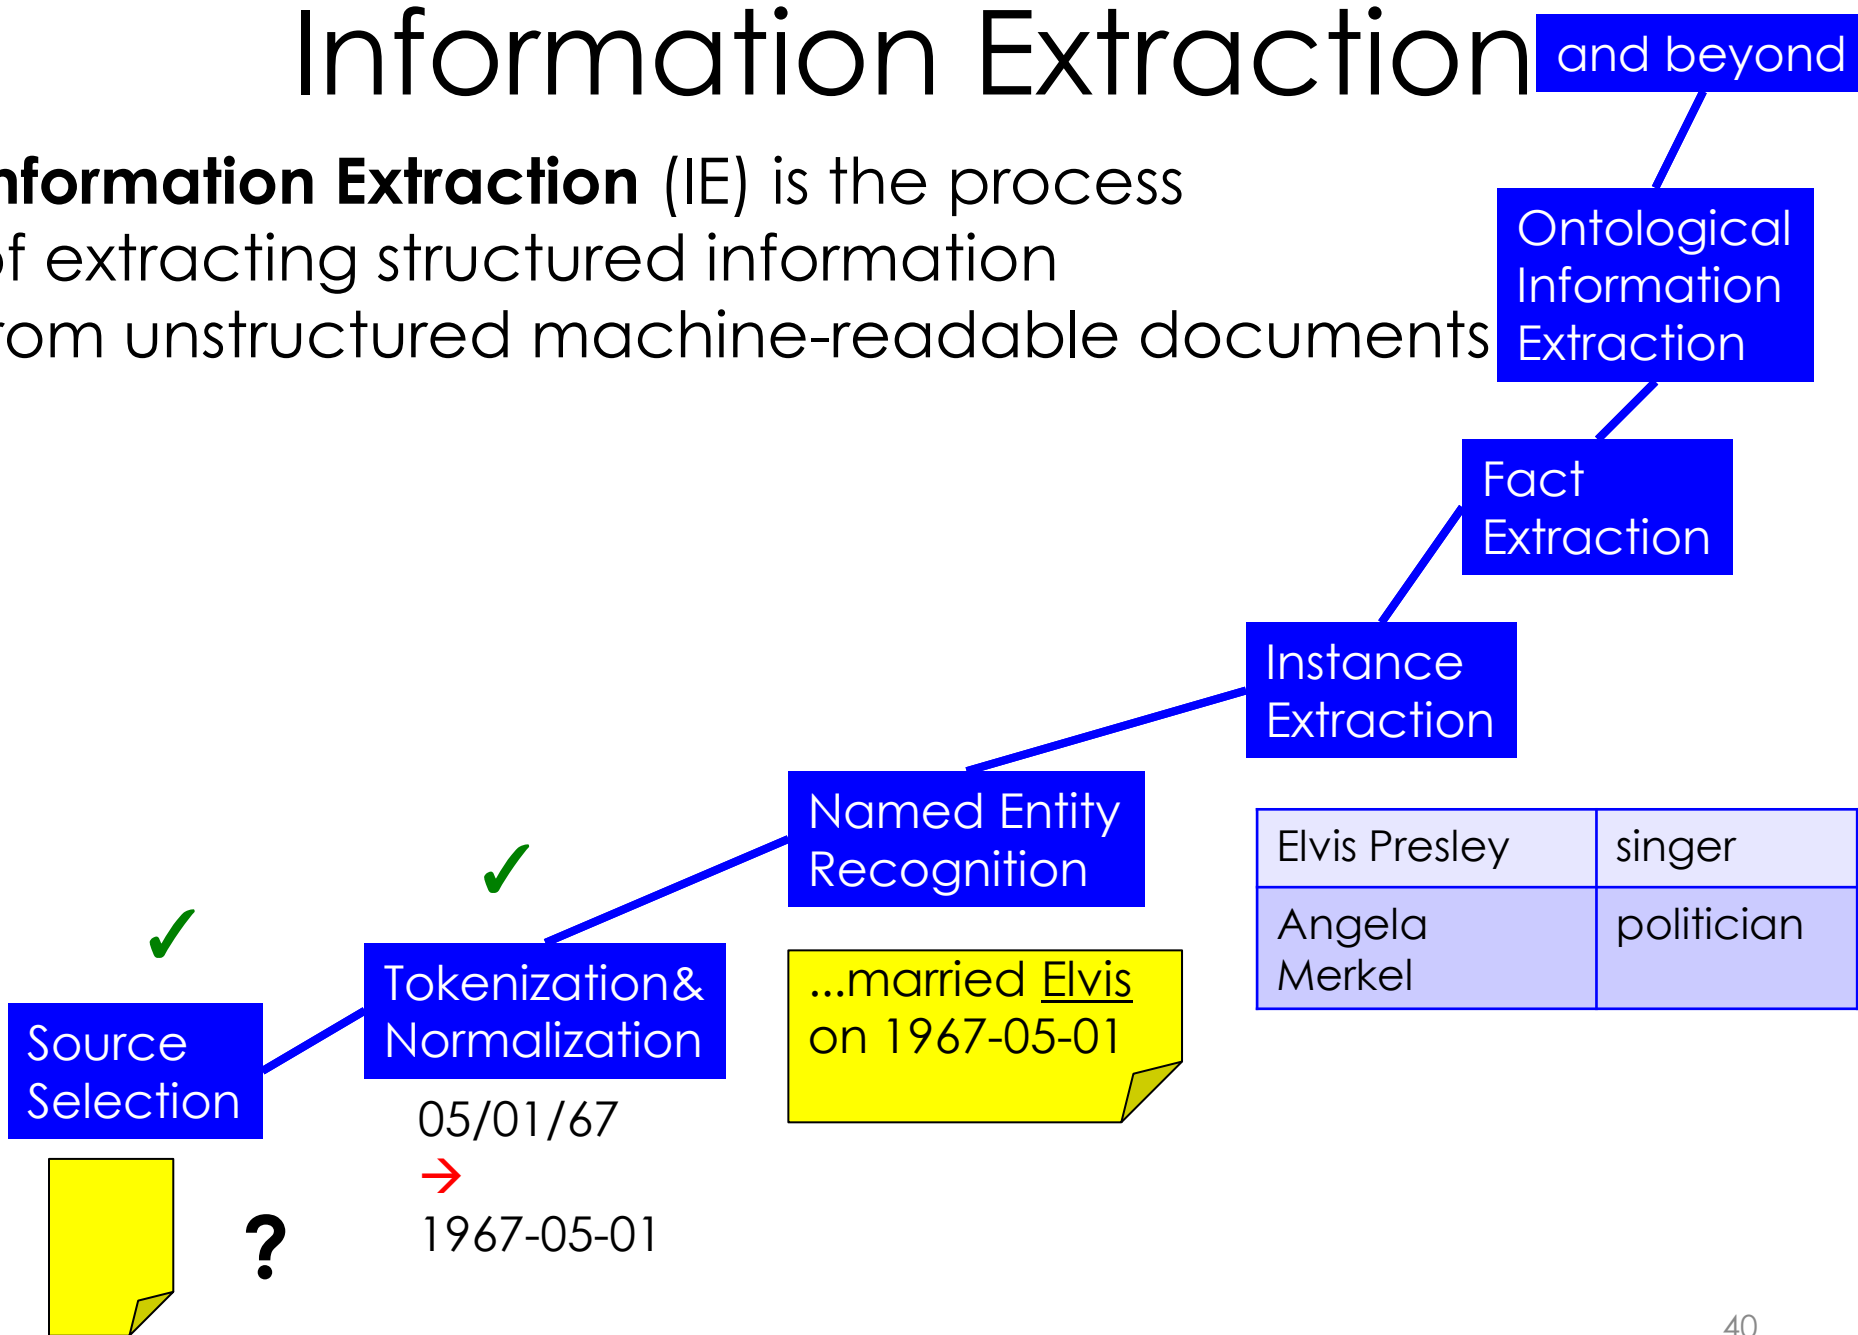 Information Extraction
and beyond
nformation Extraction (IE) is the process
of extracting structured information
rom unstructured machine-readable documents
Ontological
Information
Extraction
Fact
Extraction
Instance
Extraction
Named Entity
Recognition
Elvis Presley singer
Angela politician
Merkel
✓
✓
Tokenization&
Normalization
...married Elvis
on 1967-05-01
Source
Selection
05/01/67
→
1967-05-01
?
40